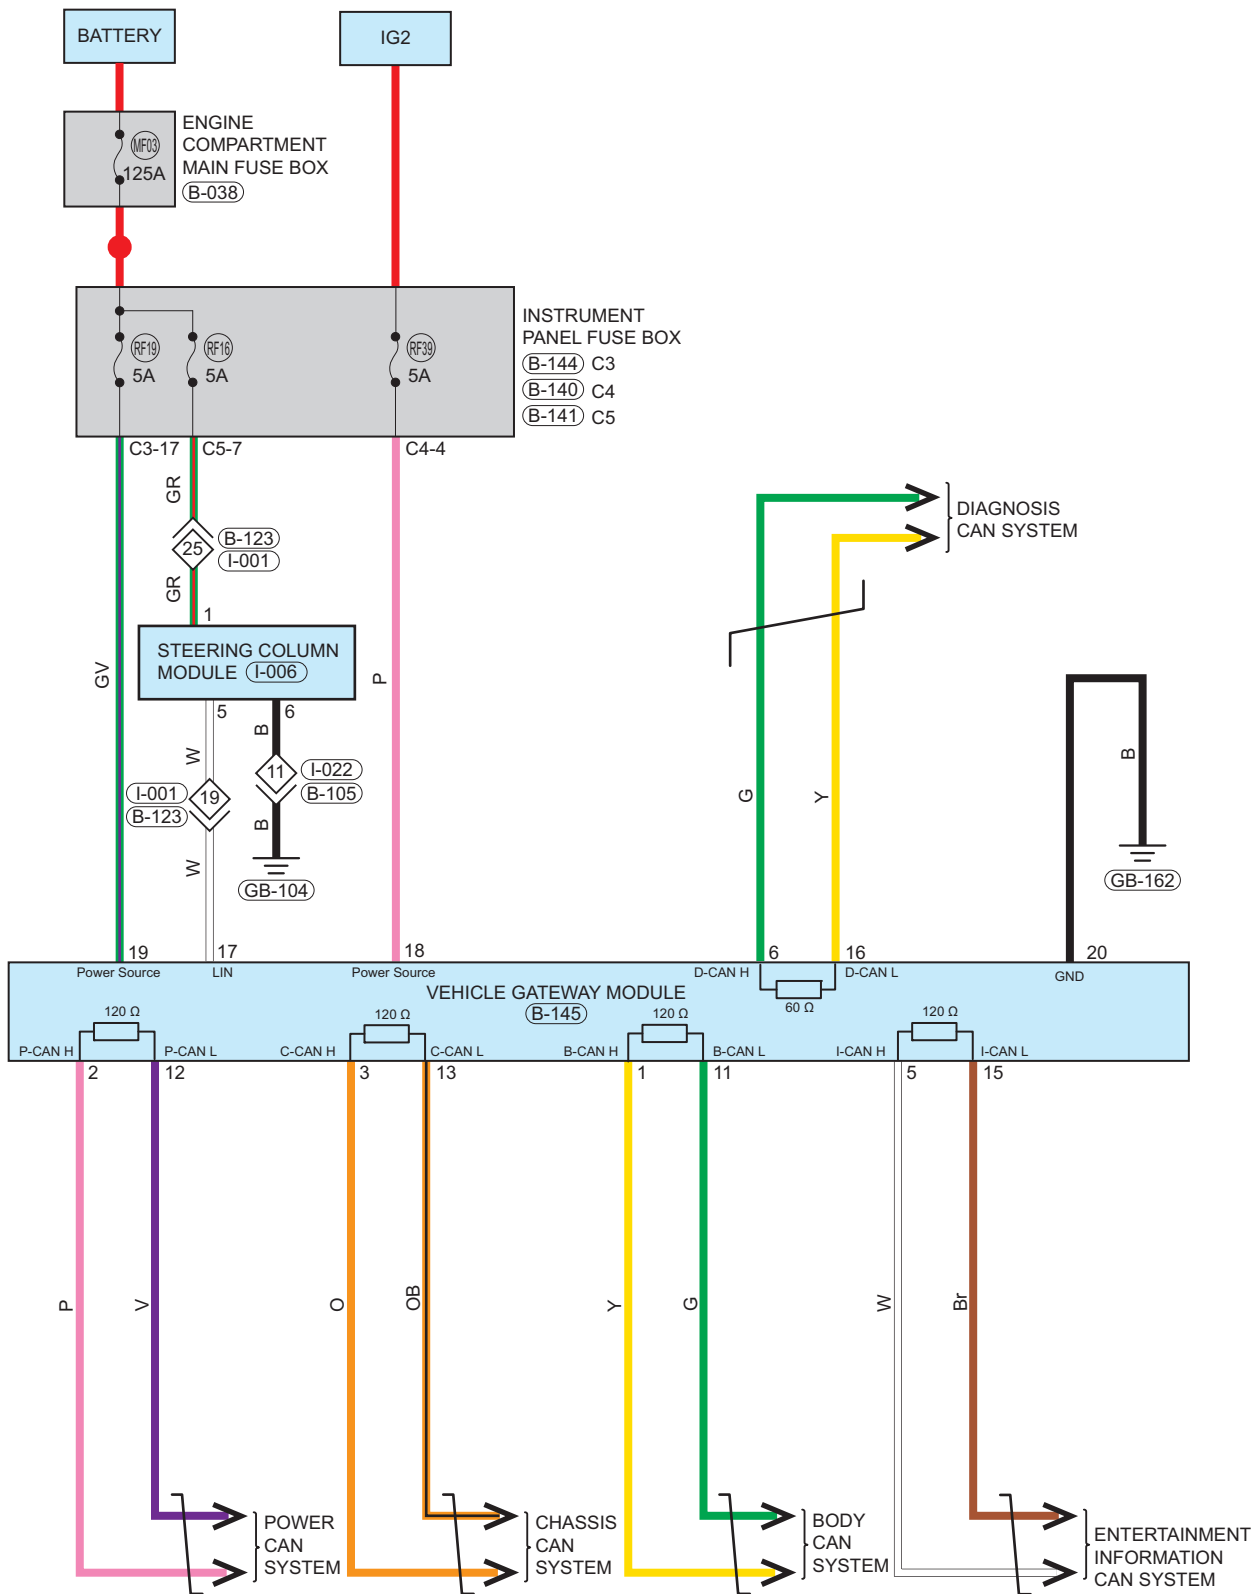 BATTERY
IG2
MF03
125A
ENGINE
COMPARTMENT
MAIN FUSE BOX
B-038
RF19
5A
RF16
5A
RF39
5A
INSTRUMENT
PANEL FUSE BOX
B-144 C3
B-140 C4
B-141 C5
C3-17
C5-7
C4-4
GR
25
B-123
I-001
GR
1
STEERING COLUMN
MODULE I-006
GV
P
5
6
W
B
I-001
B-123
19
11
I-022
B-105
W
B
GB-104
DIAGNOSIS
CAN SYSTEM
G
Y
B
GB-162
19
17
18
6
16
20
Power Source
LIN
Power Source
D-CAN H
D-CAN L
GND
60 Ω
VEHICLE GATEWAY MODULE
B-145
120 Ω
120 Ω
120 Ω
120 Ω
P-CAN H
P-CAN L
C-CAN H
C-CAN L
B-CAN H
B-CAN L
I-CAN H
I-CAN L
2
12
3
13
1
11
5
15
P
V
O
OB
Y
G
W
Br
POWER
CAN
SYSTEM
CHASSIS
CAN
SYSTEM
BODY
CAN
SYSTEM
ENTERTAINMENT
INFORMATION
CAN SYSTEM